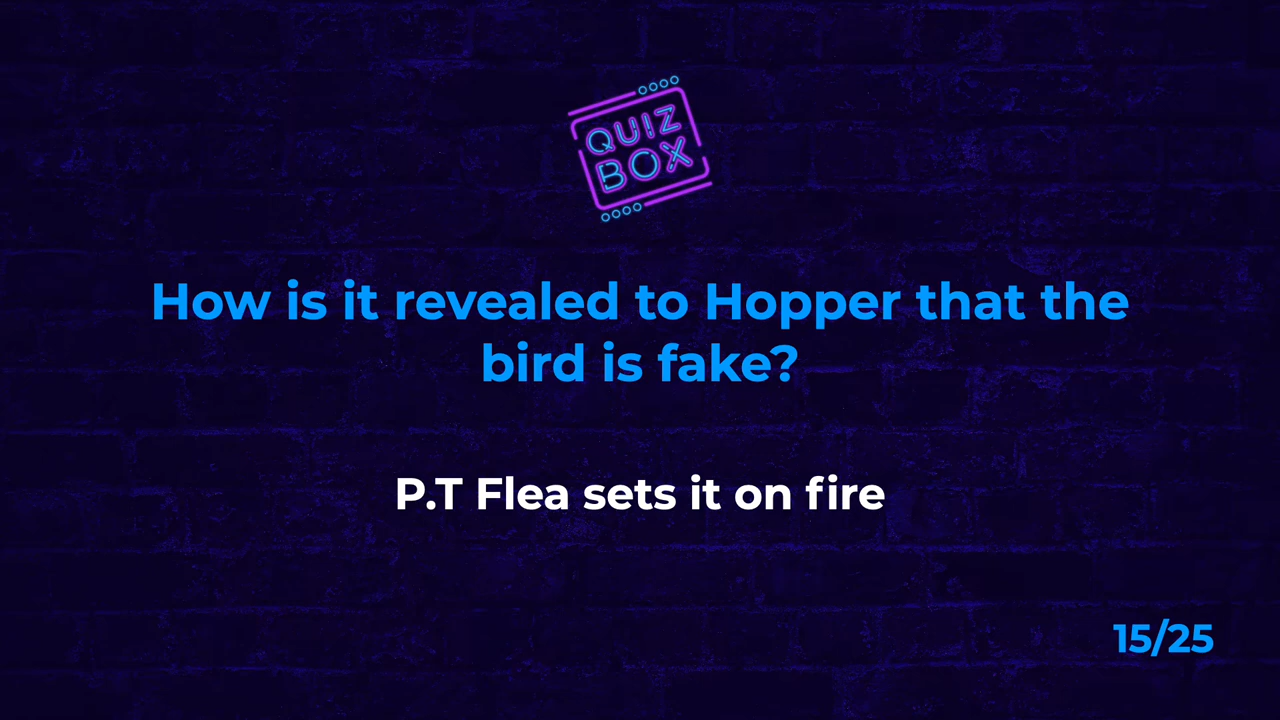 QUIZ
BOX
How is it revealed to Hopper that the
bird is fake?
P.T Flea sets it on fire
15/25